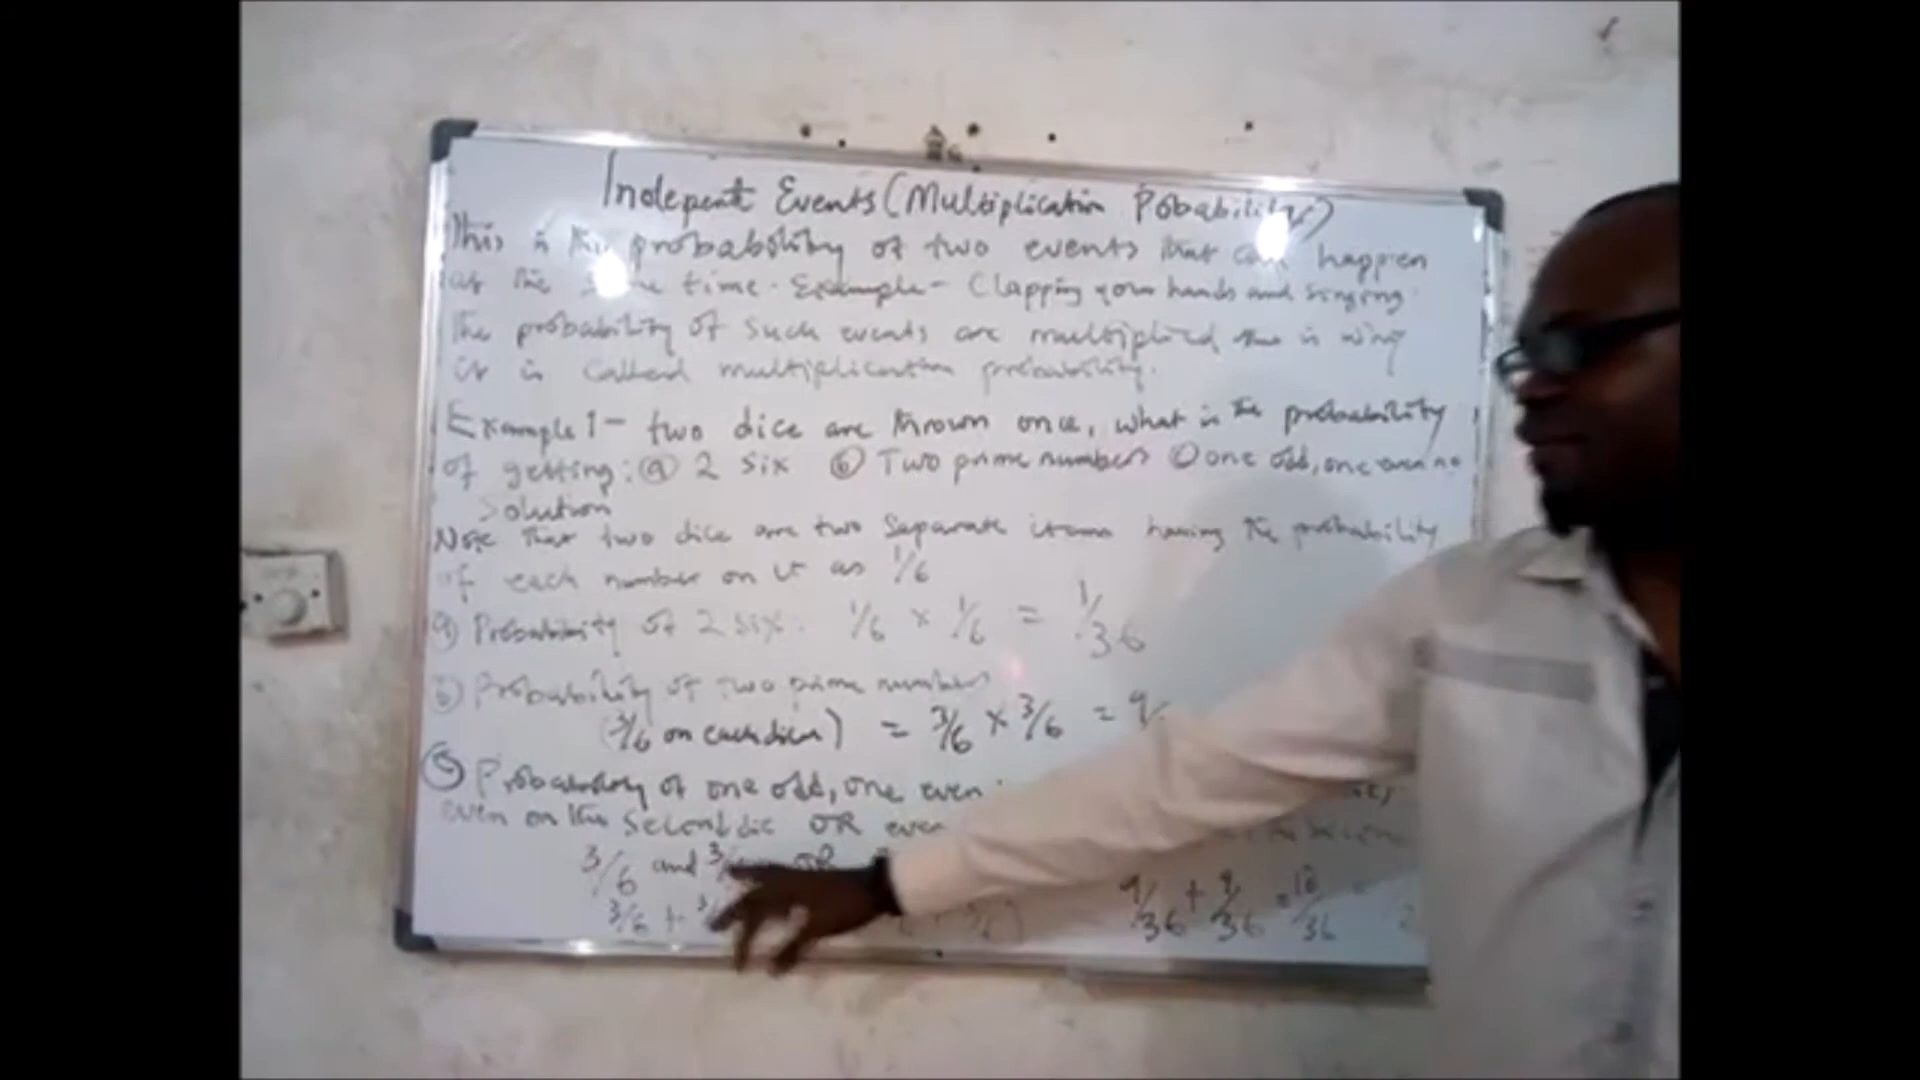 Indepent Events (Multiplication Pobability)
This is the probability of two events that can happen
at the same time. Example - Clapping your hands and singing.
The probability of such events are multiplied that is why
it is called multiplication probability.
Example 1 - two dice are thrown once, what is the probability
of getting: (a) 2 six (b) Two prime numbers (c) one odd, one even no
Solution
Note that two dice are two separate items having the probability
of each number on it as 1/6
a) Probability of 2 six: 1/6 × 1/6 = 1/36
(b) Probability of two prime numbers
(3/6 on each dice) = 3/6 × 3/6 = 9/
(c) Probability of one odd, one even
even on the second dic OR even
3/6 and 3/ OR
3/6 + 3/ 9/36 + 9/36 = 18/36